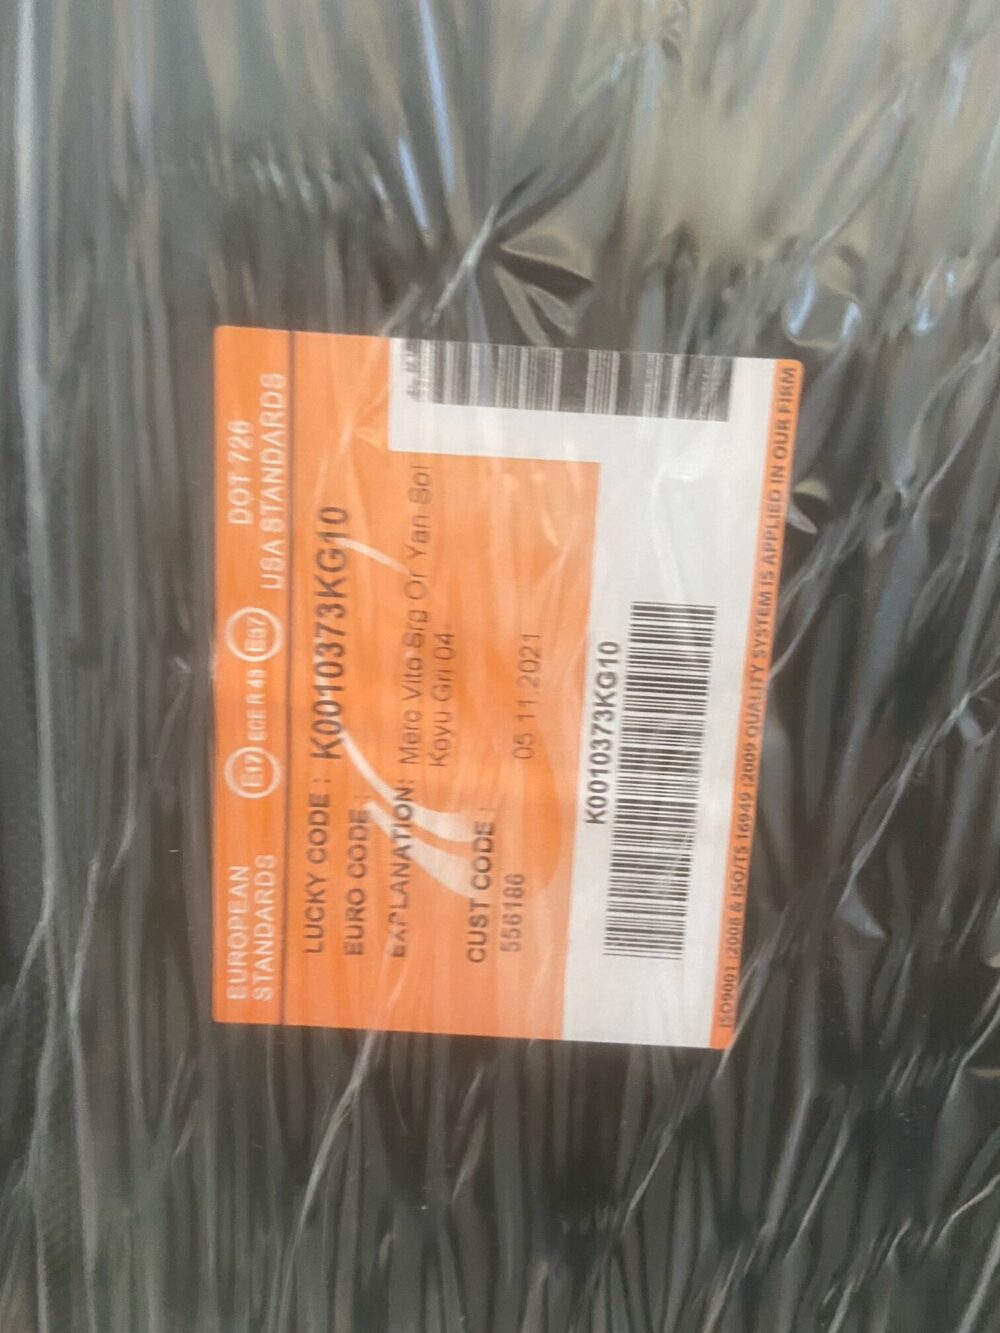 EUROPEAN
STANDARDS
E17 ECE R 43 E37
DOT 726
USA STANDARDS
LUCKY CODE : K0010373KG10
EURO CODE :
EXPLANATION: Merc Vito Srg Or Yan Sol
Koyu Gri 04-
CUST CODE :
556186 05.11.2021
K0010373KG10
ISO9001 :2008 & ISO/TS 16949 :2009 QUALITY SYSTEM IS APPLIED IN OUR FIRM